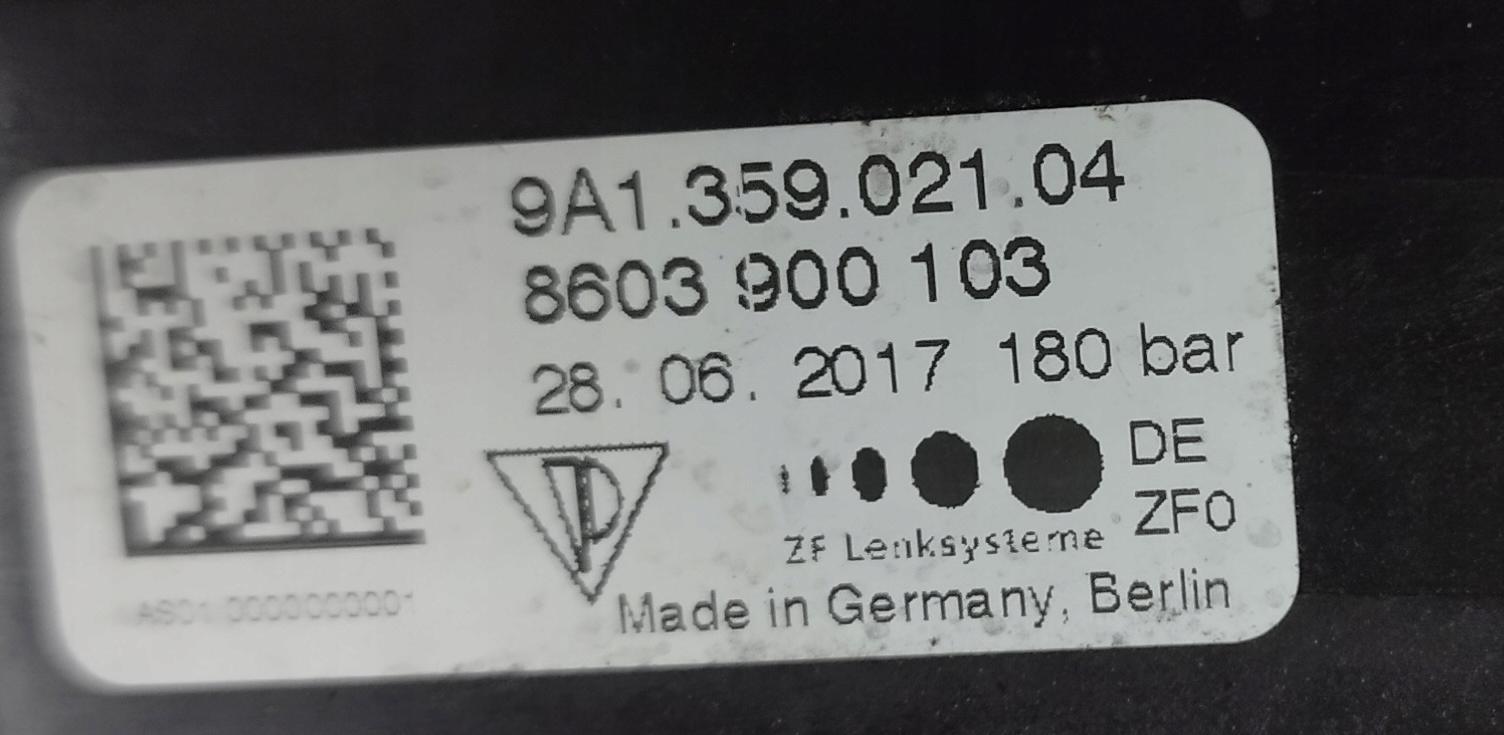 9A1.359.021.04
8603 900 103
28. 06. 2017 180 bar
DE
ZF0
ZF Lenksysteme
Made in Germany, Berlin